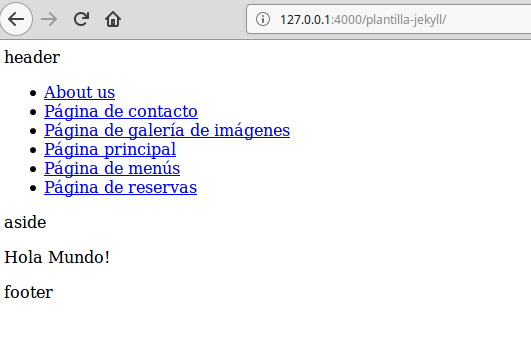 127.0.0.1:4000/plantilla-jekyll/
header
About us
Página de contacto
Página de galería de imágenes
Página principal
Página de menús
Página de reservas
aside
Hola Mundo!
footer